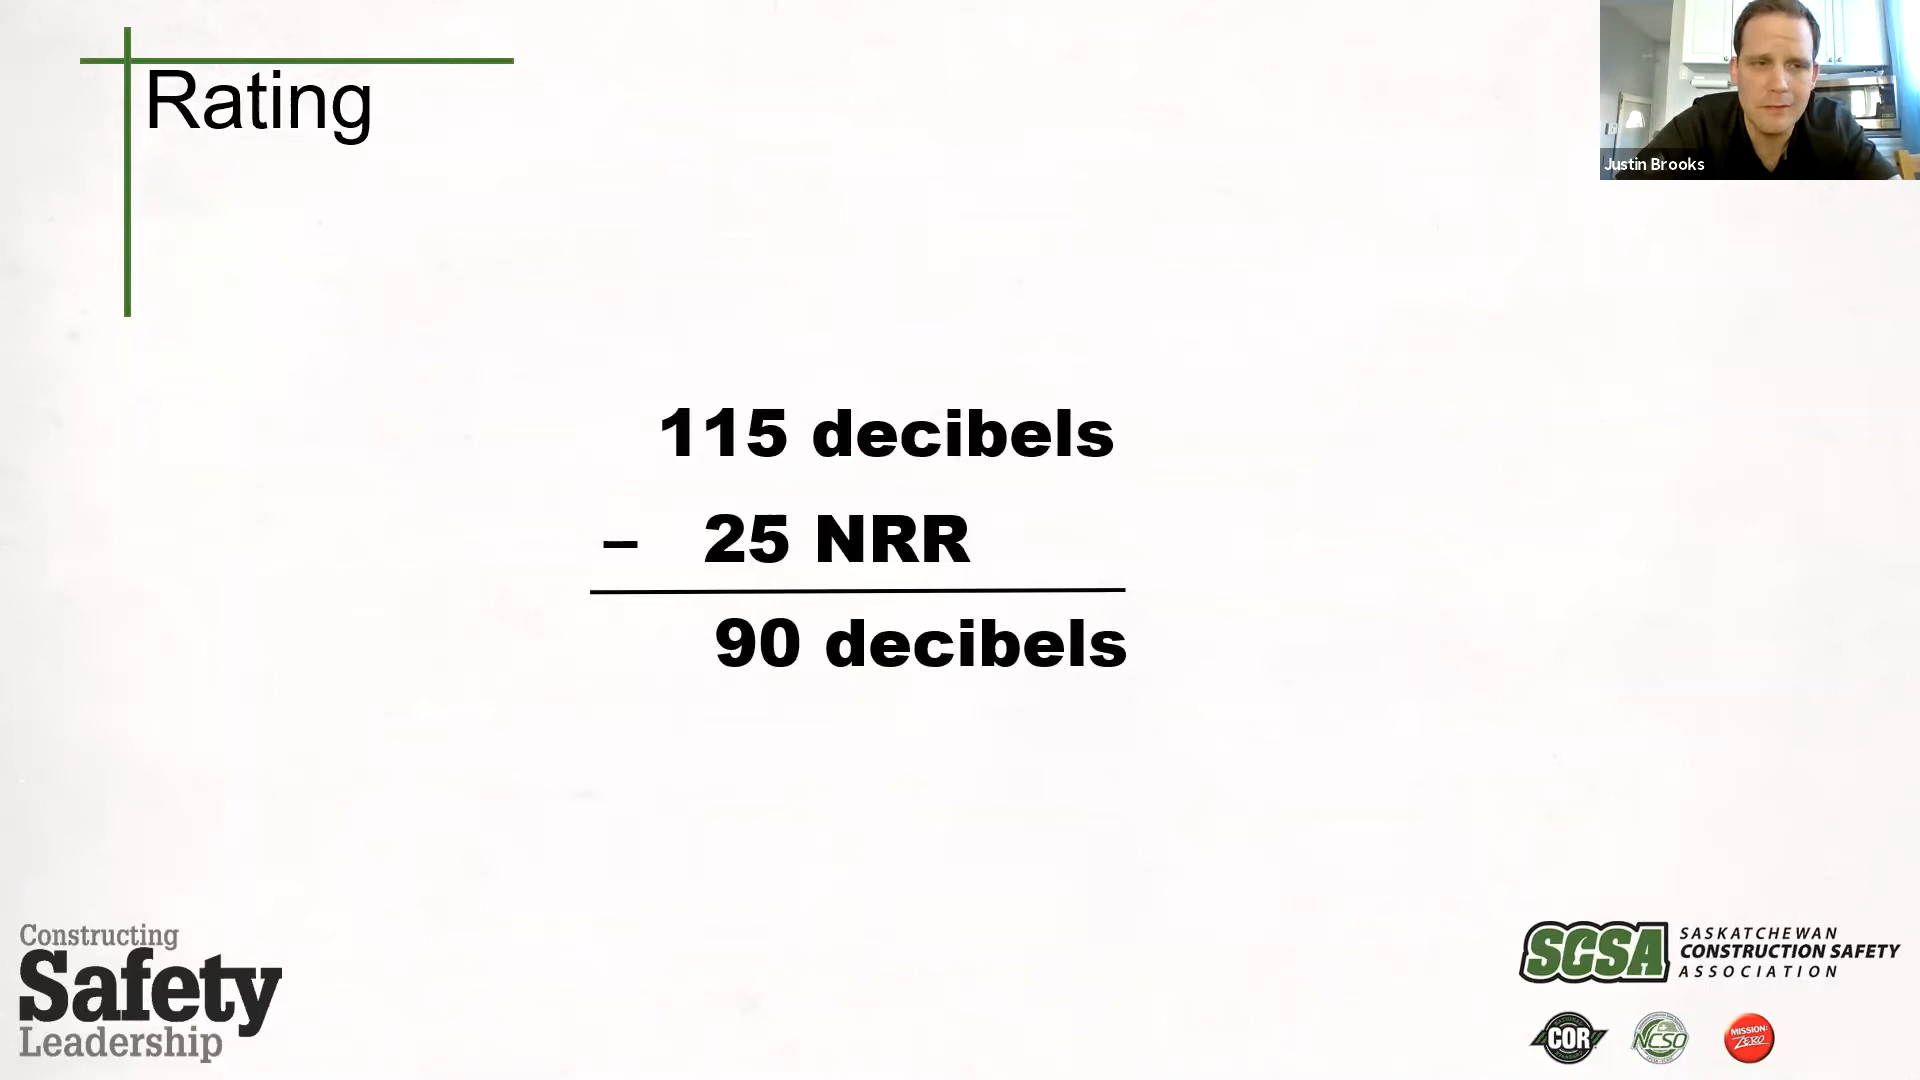 Rating
Justin Brooks
115 decibels
– 25 NRR
90 decibels
Constructing
Safety
Leadership
SCSA
SASKATCHEWAN
CONSTRUCTION SAFETY
ASSOCIATION
COR
NCSO
MISSION:
ZERO